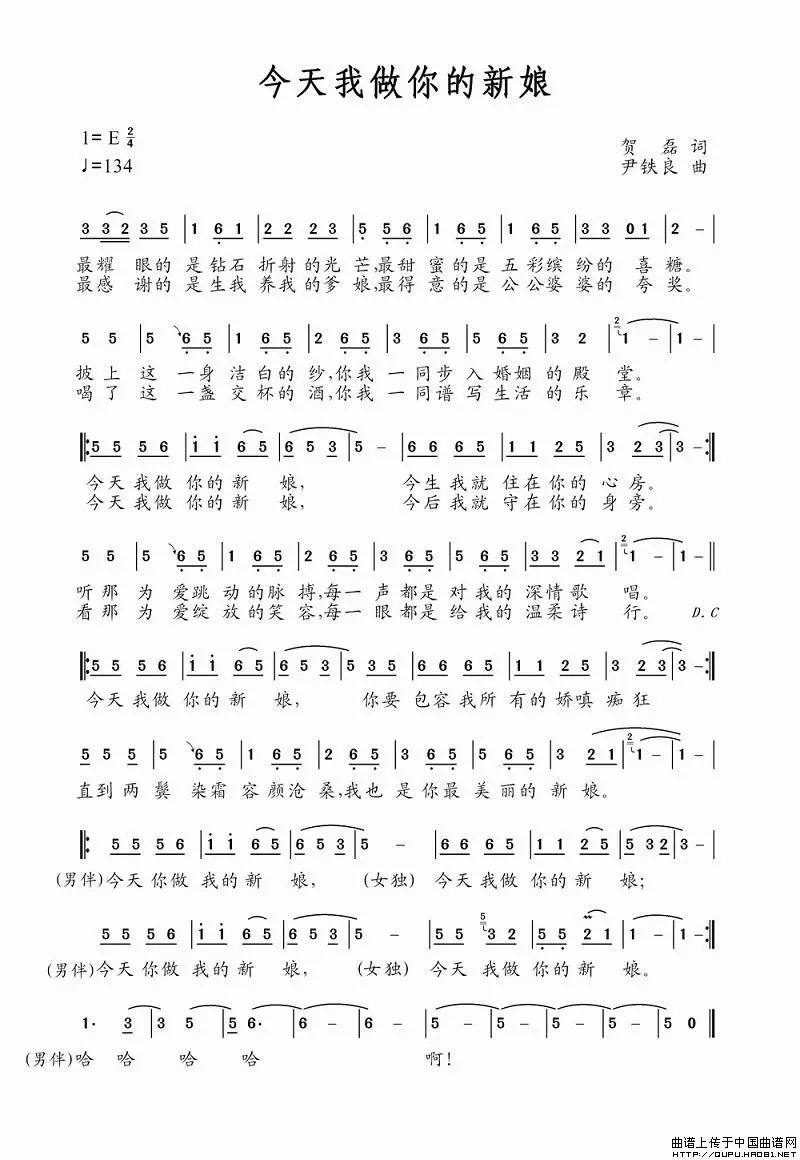 今天我做你的新娘
1= E 2/4
贺 磊 词
♩=134
尹铁良 曲
3 3 2 3 5 | 1 6 1 | 2 2 2 3 | 5 5 6 | 1 6 5 | 1 6 5 | 3 3 0 1 | 2 - |
最耀 眼的 是钻石 折射的光 芒,最甜 蜜的是 五彩缤 纷的 喜 糖。
最感 谢的 是生我 养我的爹 娘,最得 意的是 公公婆 婆的 夸 奖。
5 5 | 5 6 5 | 1 6 5 | 2 6 5 | 3 6 5 | 2 6 5 | 3 2 | 2 1 - | 1 - |
披上 这 一身 洁白的 纱,你我 一同步 入婚姻 的殿 堂。
喝了 这 一盏 交杯的 酒,你我 一同谱 写生活 的乐 章。
5 5 5 6 | 1 1 6 5 | 6 5 3 | 5 - | 6 6 6 5 | 1 1 2 5 | 3 2 3 | 3 -
今天我做 你的新 娘, 今生我就 住在你的 心房。
今天我做 你的新 娘, 今后我就 守在你的 身旁。
5 5 | 5 6 5 | 1 6 5 | 2 6 5 | 3 6 5 | 2 6 5 | 3 3 2 1 | 2 1 - | 1 -
听那 为 爱跳 动的脉 搏,每一 声都是 对我的 深情歌 唱。
看那 为 爱绽 放的笑 容,每一 眼都是 给我的 温柔诗 行。 D.C
5 5 5 6 | 1 1 6 5 | 6 5 3 | 5 6 5 | 6 6 6 5 | 1 1 2 5 | 3 2 3 | 3 -
今天我做 你的新 娘, 你要 包容我所 有的娇嗔 痴狂
5 5 5 | 5 6 5 | 1 6 5 | 2 6 5 | 3 6 5 | 2 6 5 | 3 2 1 | 2 1 - | 1 -
直到两 鬓 染霜 容颜沧 桑,我也 是你最 美丽的 新娘。
5 5 5 6 | 1 1 6 5 | 6 5 3 | 5 - | 6 6 6 5 | 1 1 2 5 | 5 3 2 | 3 - |
(男伴)今天你做 我的新 娘, (女独) 今天我做 你的新 娘;
5 5 5 6 | 1 1 6 5 | 6 5 3 | 5 - | 5 5 5 3 2 | 5 5 2 1 | 1 - | 1 -
(男伴)今天你做 我的新 娘, (女独) 今天 我做 你的新 娘。
1· 3 | 3 5 5 | 6· 6 | 6 - | 6 - | 5 - | 5 - | 5 - | 5 0
(男伴)哈 哈 哈 哈 啊!
曲谱上传于中国曲谱网
HTTP://QUPU.HAO81.NET